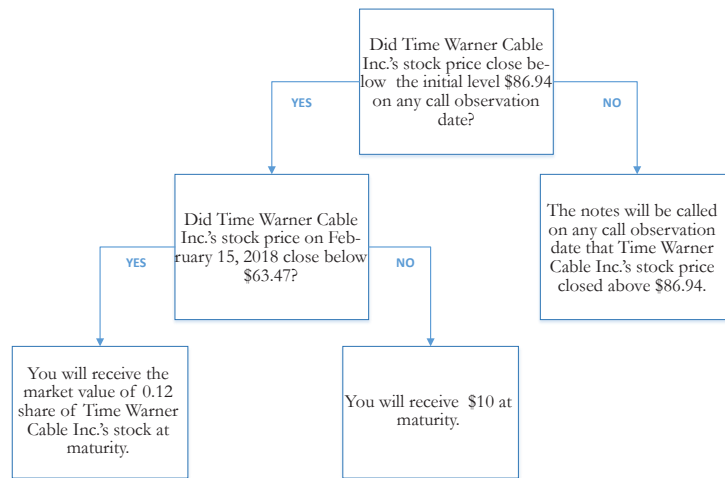 Did Time Warner Cable
Inc.'s stock price close be-
low the initial level $86.94
on any call observation
date?
YES
NO
Did Time Warner Cable
Inc.'s stock price on Feb-
ruary 15, 2018 close below
$63.47?
The notes will be called
on any call observation
date that Time Warner
Cable Inc.'s stock price
closed above $86.94.
YES
NO
You will receive the
market value of 0.12
share of Time Warner
Cable Inc.'s stock at
maturity.
You will receive $10 at
maturity.